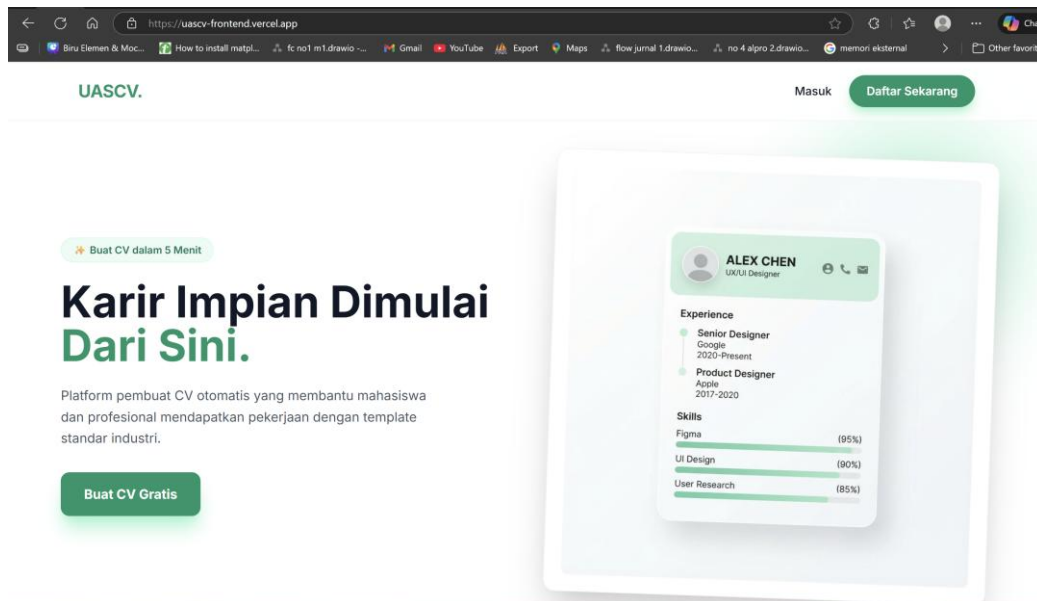 https://uascv-frontend.vercel.app
Biru Elemen & Moc...
How to install matpl...
fc no1 m1.drawio -...
Gmail
YouTube
Export
Maps
flow jurnal 1.drawio...
no 4 alpro 2.drawio...
memori eksternal
Other favorit
UASCV.
Masuk
Daftar Sekarang
✨ Buat CV dalam 5 Menit
Karir Impian Dimulai
Dari Sini.
Platform pembuat CV otomatis yang membantu mahasiswa
dan profesional mendapatkan pekerjaan dengan template
standar industri.
Buat CV Gratis
ALEX CHEN
UX/UI Designer
Experience
Senior Designer
Google
2020-Present
Product Designer
Apple
2017-2020
Skills
Figma (95%)
UI Design (90%)
User Research (85%)